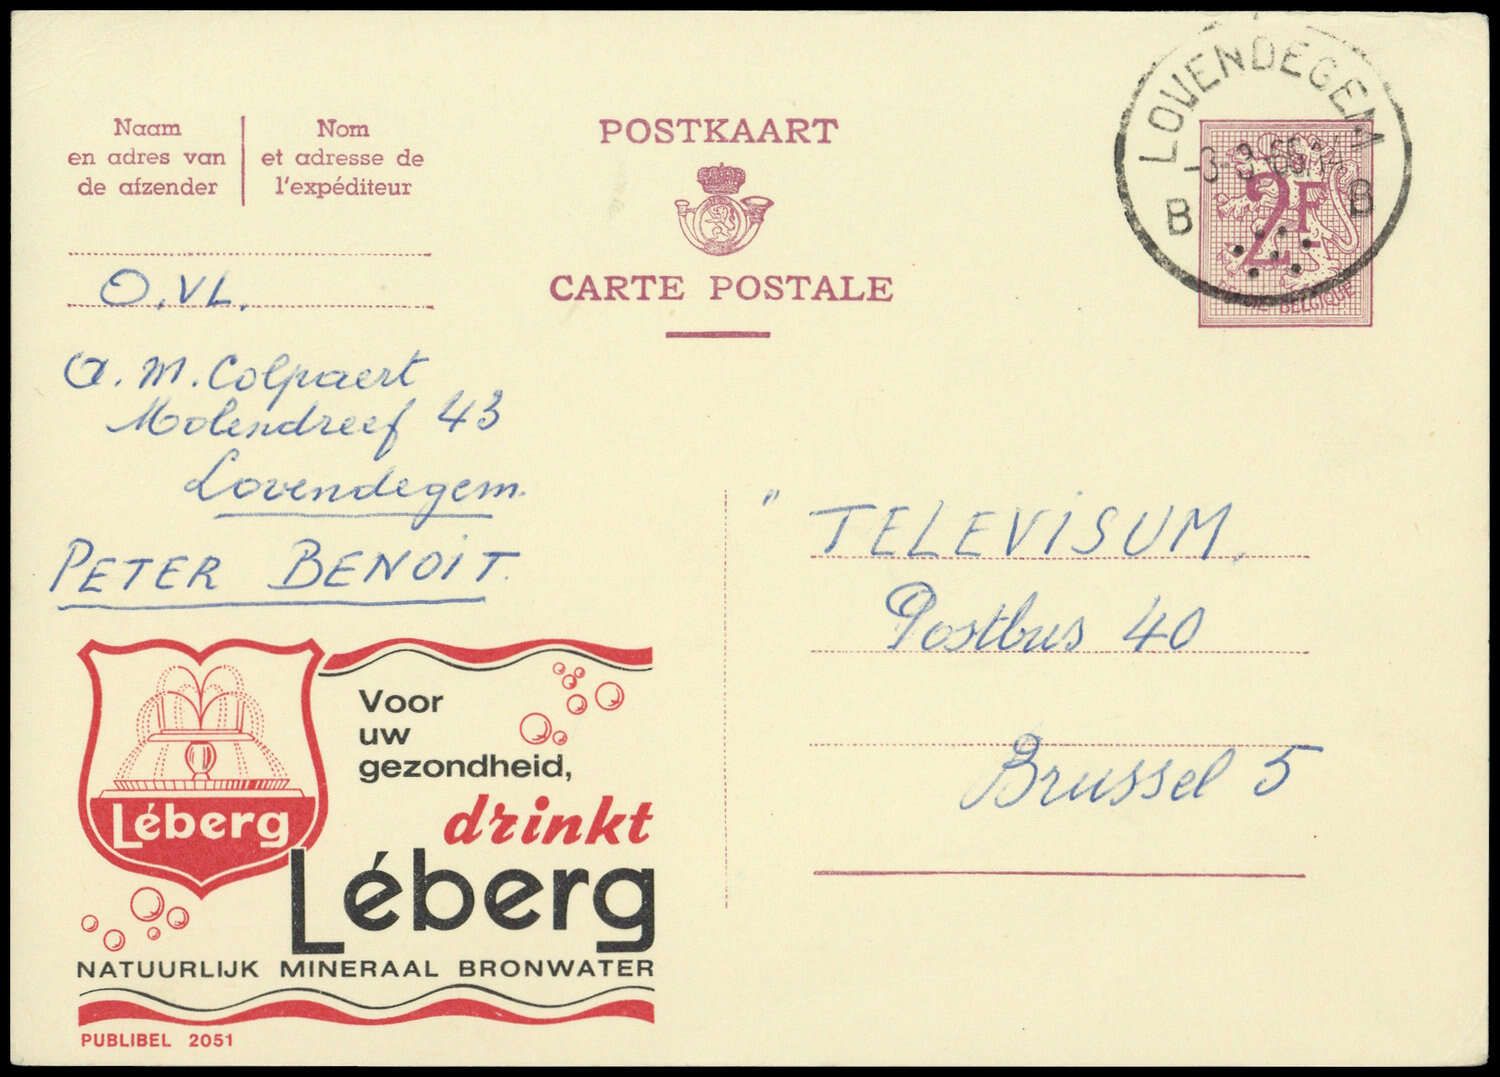 Naam
en adres van
de afzender
Nom
et adresse de
l'expéditeur
POSTKAART
CARTE POSTALE
LOVENDEGEM
B B
2F
BELGIQUE
O.VL.
A.M. Colpaert
Molendreef 43
Lovendegem.
PETER BENOIT.
" TELEVISUM.
Postbus 40
Brussel 5
Léberg
Voor
uw
gezondheid,
drinkt
Léberg
NATUURLIJK MINERAAL BRONWATER
PUBLIBEL 2051